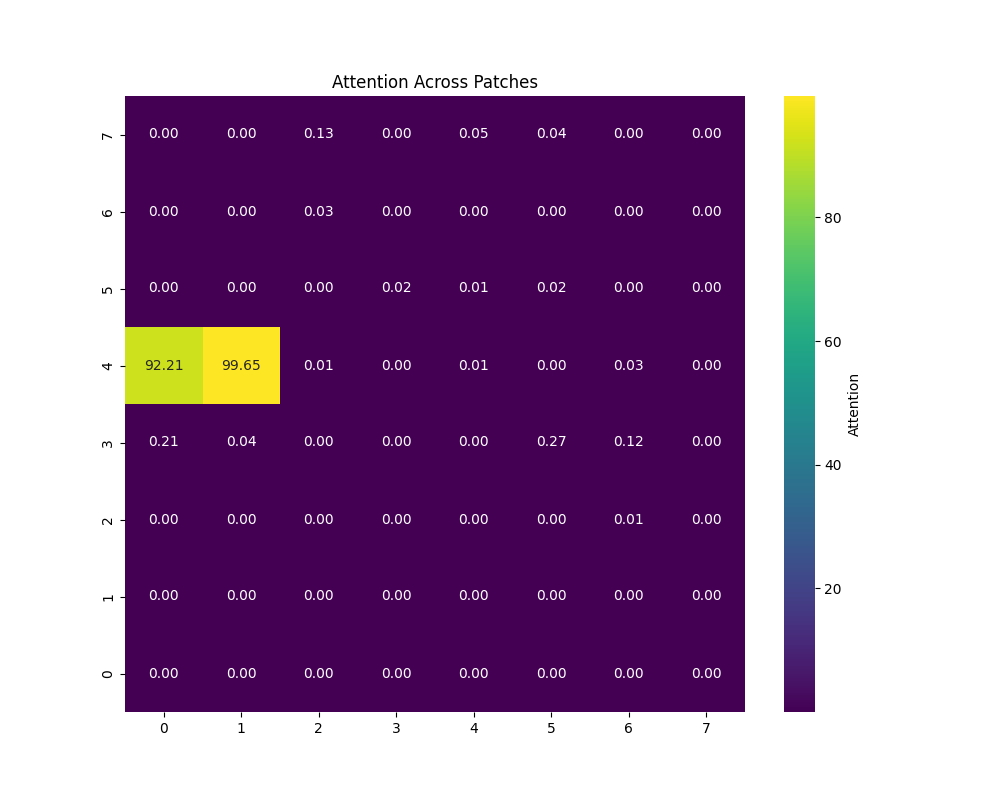 Attention Across Patches
7 0.00 0.00 0.13 0.00 0.05 0.04 0.00 0.00
6 0.00 0.00 0.03 0.00 0.00 0.00 0.00 0.00
5 0.00 0.00 0.00 0.02 0.01 0.02 0.00 0.00
4 92.21 99.65 0.01 0.00 0.01 0.00 0.03 0.00
3 0.21 0.04 0.00 0.00 0.00 0.27 0.12 0.00
2 0.00 0.00 0.00 0.00 0.00 0.00 0.01 0.00
1 0.00 0.00 0.00 0.00 0.00 0.00 0.00 0.00
0 0.00 0.00 0.00 0.00 0.00 0.00 0.00 0.00
0 1 2 3 4 5 6 7
80
60
40
20
Attention